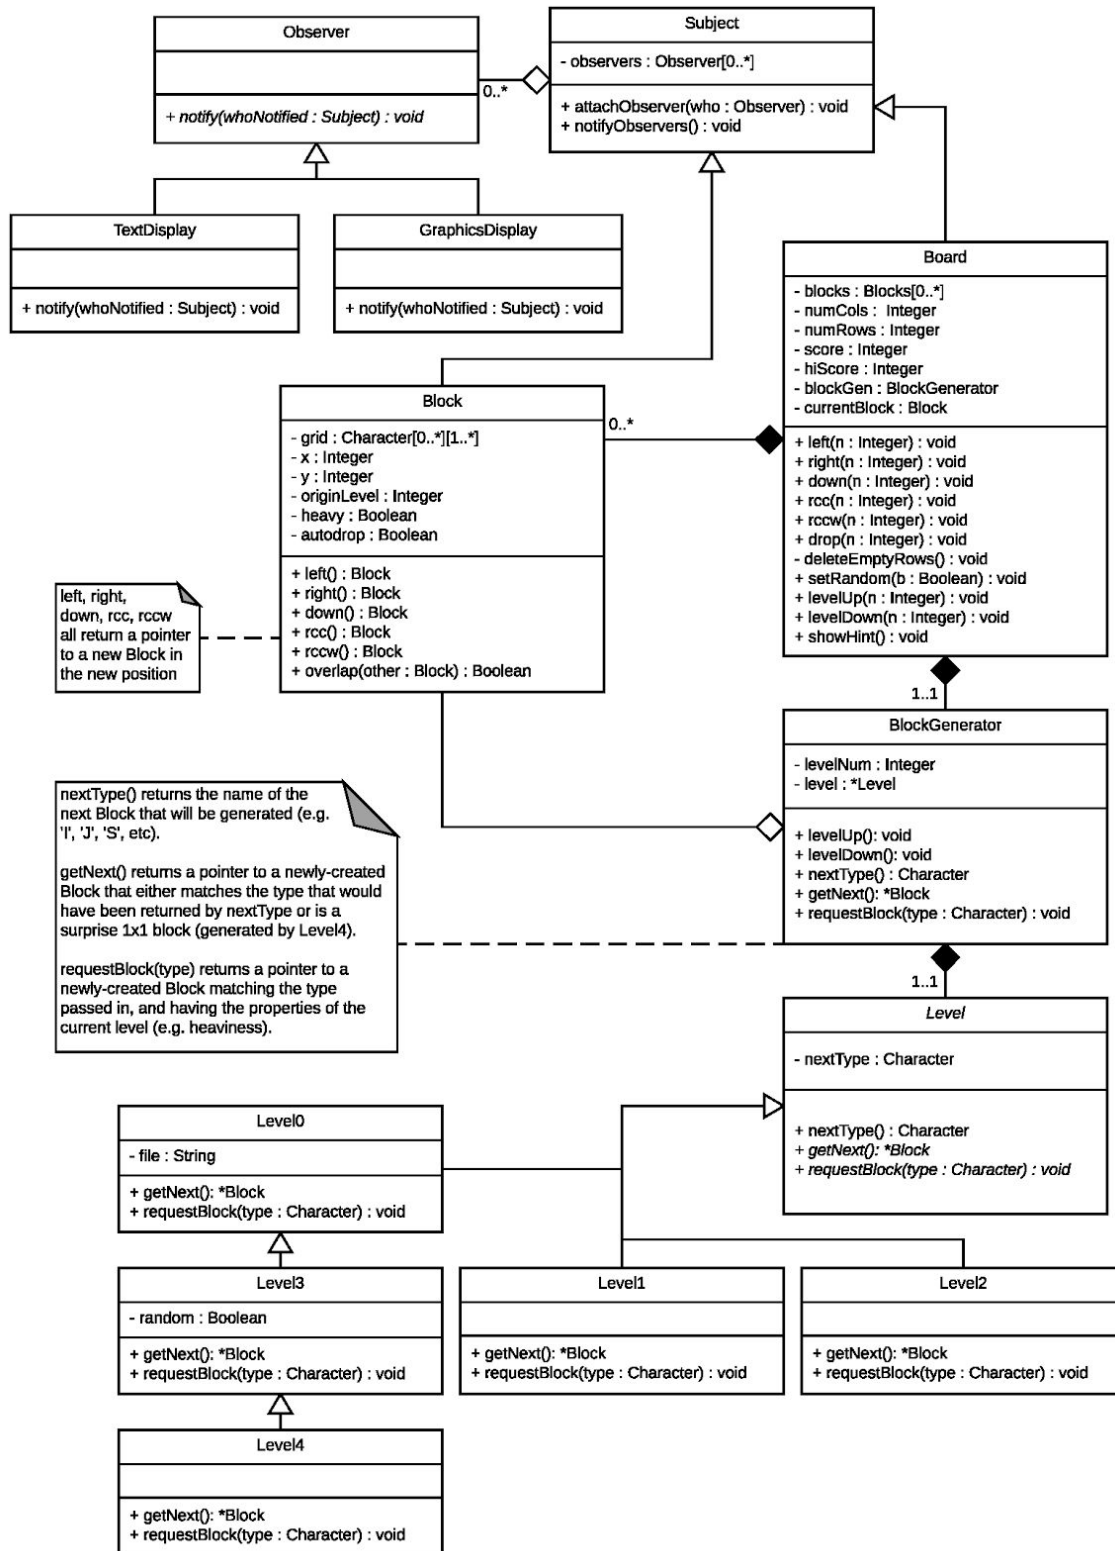 Observer
+ notify(whoNotified : Subject) : void
0..*
Subject
- observers : Observer[0..*]
+ attachObserver(who : Observer) : void
+ notifyObservers() : void
TextDisplay
+ notify(whoNotified : Subject) : void
GraphicsDisplay
+ notify(whoNotified : Subject) : void
Board
- blocks : Blocks[0..*]
- numCols : Integer
- numRows : Integer
- score : Integer
- hiScore : Integer
- blockGen : BlockGenerator
- currentBlock : Block
+ left(n : Integer) : void
+ right(n : Integer) : void
+ down(n : Integer) : void
+ rcc(n : Integer) : void
+ rccw(n : Integer) : void
+ drop(n : Integer) : void
- deleteEmptyRows() : void
+ setRandom(b : Boolean) : void
+ levelUp(n : Integer) : void
+ levelDown(n : Integer) : void
+ showHint() : void
Block
- grid : Character[0..*][1..*]
- x : Integer
- y : Integer
- originLevel : Integer
- heavy : Boolean
- autodrop : Boolean
+ left() : Block
+ right() : Block
+ down() : Block
+ rcc() : Block
+ rccw() : Block
+ overlap(other : Block) : Boolean
0..*
left, right,
down, rcc, rccw
all return a pointer
to a new Block in
the new position
1..1
BlockGenerator
- levelNum : Integer
- level : *Level
+ levelUp(): void
+ levelDown(): void
+ nextType() : Character
+ getNext(): *Block
+ requestBlock(type : Character) : void
nextType() returns the name of the
next Block that will be generated (e.g.
'I', 'J', 'S', etc).
getNext() returns a pointer to a newly-created
Block that either matches the type that would
have been returned by nextType or is a
surprise 1x1 block (generated by Level4).
requestBlock(type) returns a pointer to a
newly-created Block matching the type
passed in, and having the properties of the
current level (e.g. heaviness).
1..1
Level
- nextType : Character
+ nextType() : Character
+ getNext(): *Block
+ requestBlock(type : Character) : void
Level0
- file : String
+ getNext(): *Block
+ requestBlock(type : Character) : void
Level3
- random : Boolean
+ getNext(): *Block
+ requestBlock(type : Character) : void
Level1
+ getNext(): *Block
+ requestBlock(type : Character) : void
Level2
+ getNext(): *Block
+ requestBlock(type : Character) : void
Level4
+ getNext(): *Block
+ requestBlock(type : Character) : void